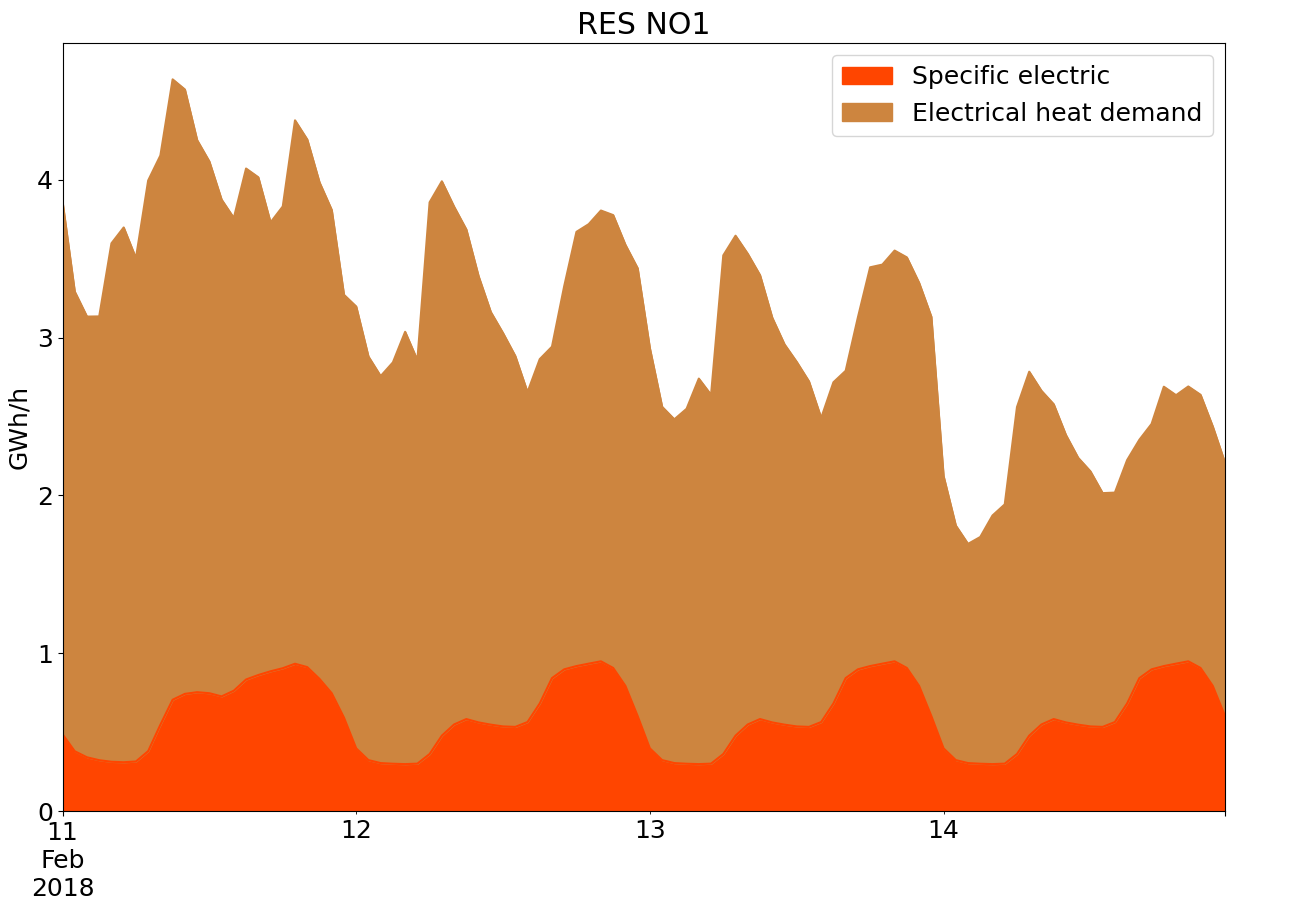 RES NO1
Specific electric
Electrical heat demand
GWh/h
4
3
2
1
0
11
Feb
2018
12
13
14